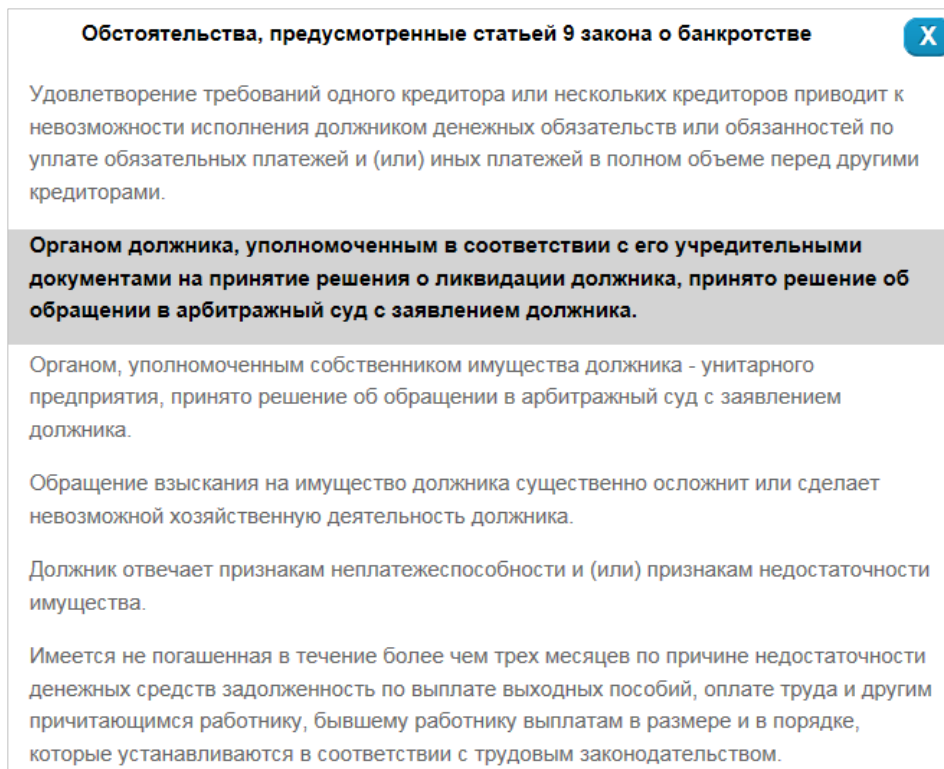 Обстоятельства, предусмотренные статьей 9 закона о банкротстве
X
Удовлетворение требований одного кредитора или нескольких кредиторов приводит к
невозможности исполнения должником денежных обязательств или обязанностей по
уплате обязательных платежей и (или) иных платежей в полном объеме перед другими
кредиторами.
Органом должника, уполномоченным в соответствии с его учредительными
документами на принятие решения о ликвидации должника, принято решение об
обращении в арбитражный суд с заявлением должника.
Органом, уполномоченным собственником имущества должника - унитарного
предприятия, принято решение об обращении в арбитражный суд с заявлением
должника.
Обращение взыскания на имущество должника существенно осложнит или сделает
невозможной хозяйственную деятельность должника.
Должник отвечает признакам неплатежеспособности и (или) признакам недостаточности
имущества.
Имеется не погашенная в течение более чем трех месяцев по причине недостаточности
денежных средств задолженность по выплате выходных пособий, оплате труда и другим
причитающимся работнику, бывшему работнику выплатам в размере и в порядке,
которые устанавливаются в соответствии с трудовым законодательством.